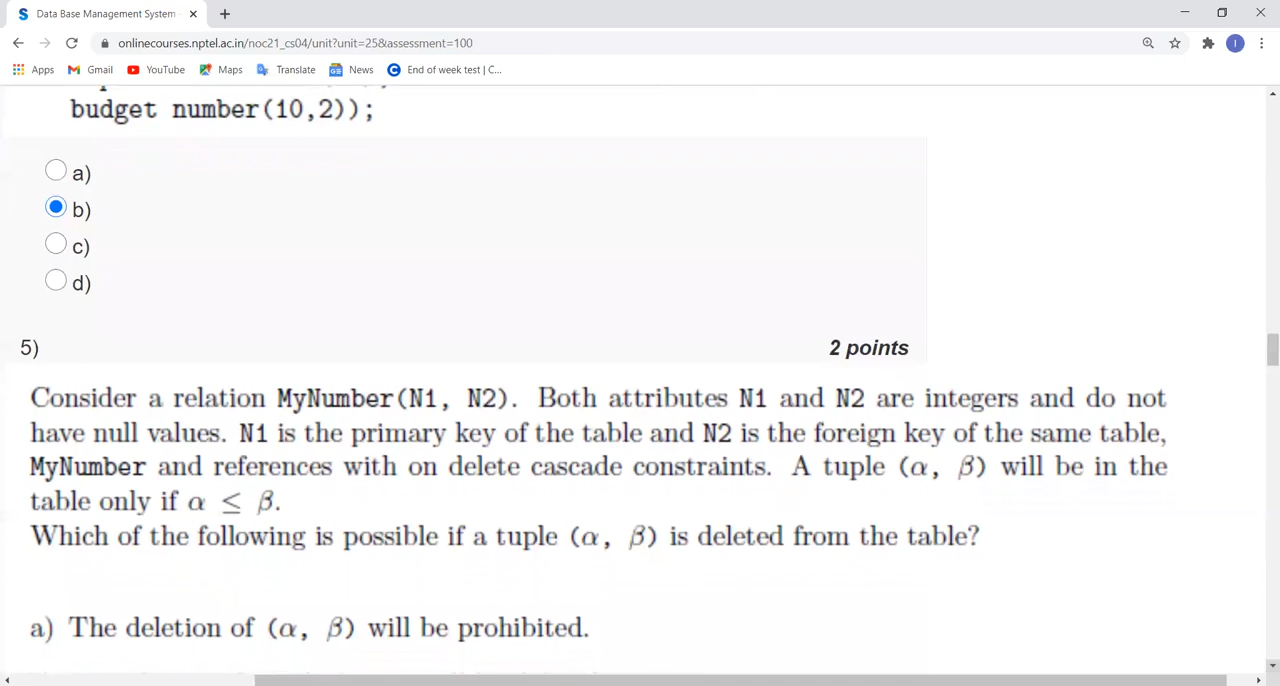 Data Base Management System
onlinecourses.nptel.ac.in/noc21_cs04/unit?unit=25&assessment=100
I
Apps Gmail YouTube Maps Translate News End of week test | C...
budget number(10,2));
a)
b)
c)
d)
5)
2 points
Consider a relation MyNumber(N1, N2). Both attributes N1 and N2 are integers and do not
have null values. N1 is the primary key of the table and N2 is the foreign key of the same table,
MyNumber and references with on delete cascade constraints. A tuple (α, β) will be in the
table only if α ≤ β.
Which of the following is possible if a tuple (α, β) is deleted from the table?
a) The deletion of (α, β) will be prohibited.